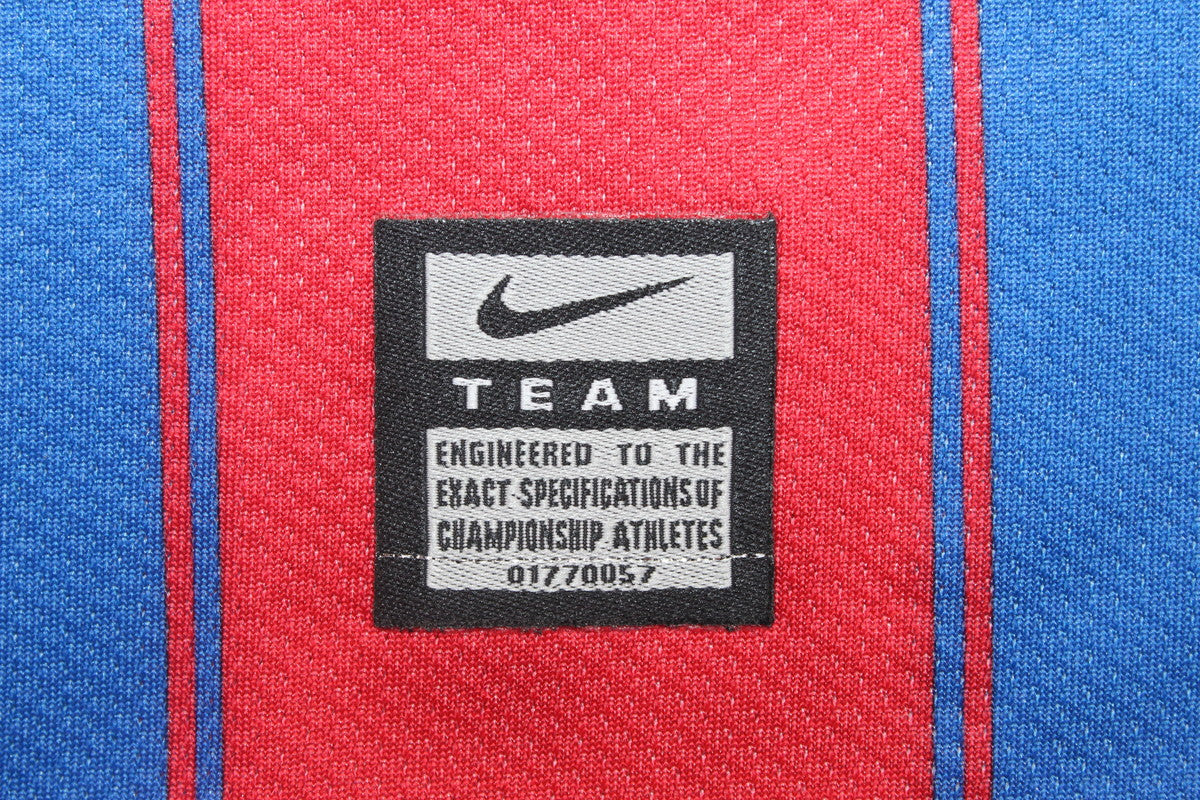 TEAM
ENGINEERED TO THE
EXACT SPECIFICATIONS OF
CHAMPIONSHIP ATHLETES
01770057